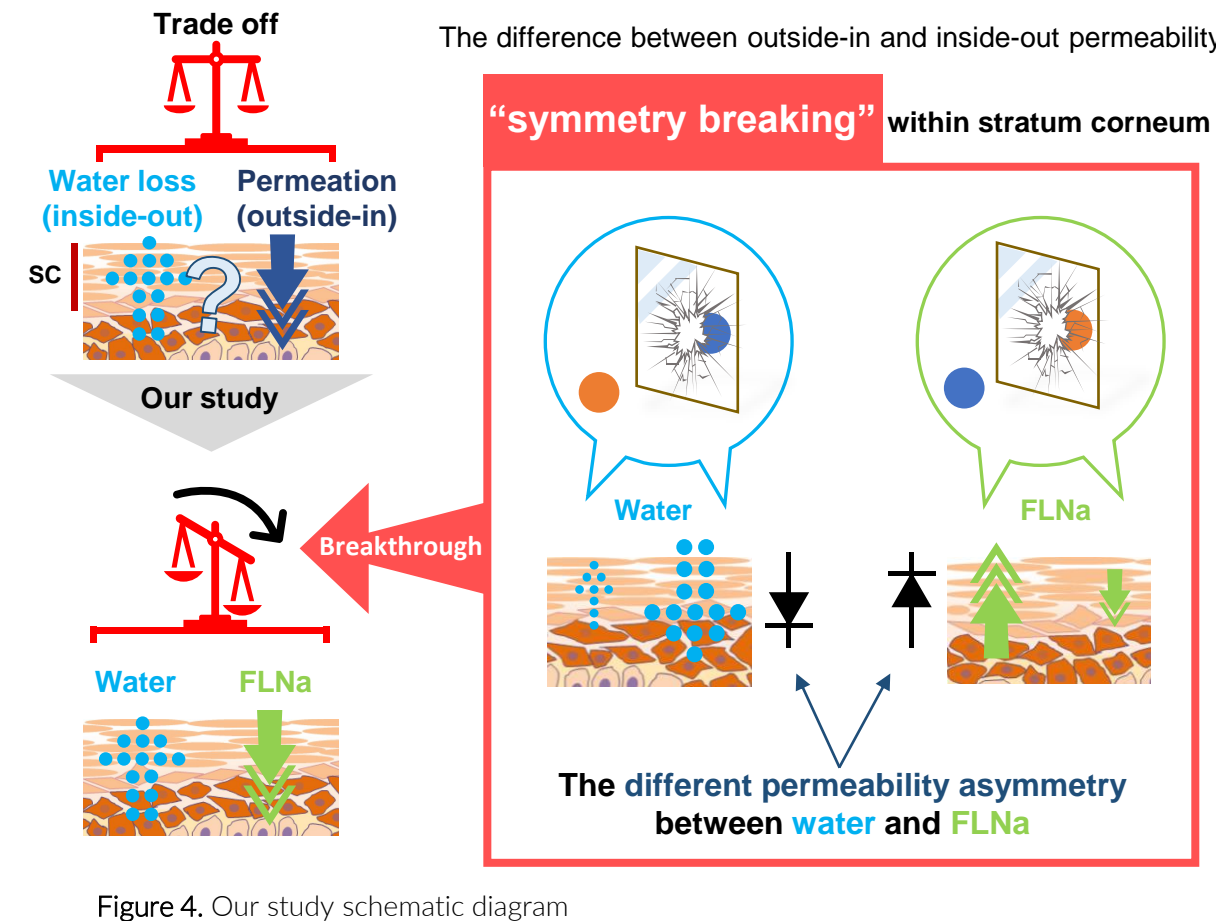 Trade off
The difference between outside-in and inside-out permeability
“symmetry breaking” within stratum corneum
Water loss
(inside-out)
Permeation
(outside-in)
SC
?
Our study
Breakthrough
Water
FLNa
Water
FLNa
The different permeability asymmetry
between water and FLNa
Figure 4. Our study schematic diagram